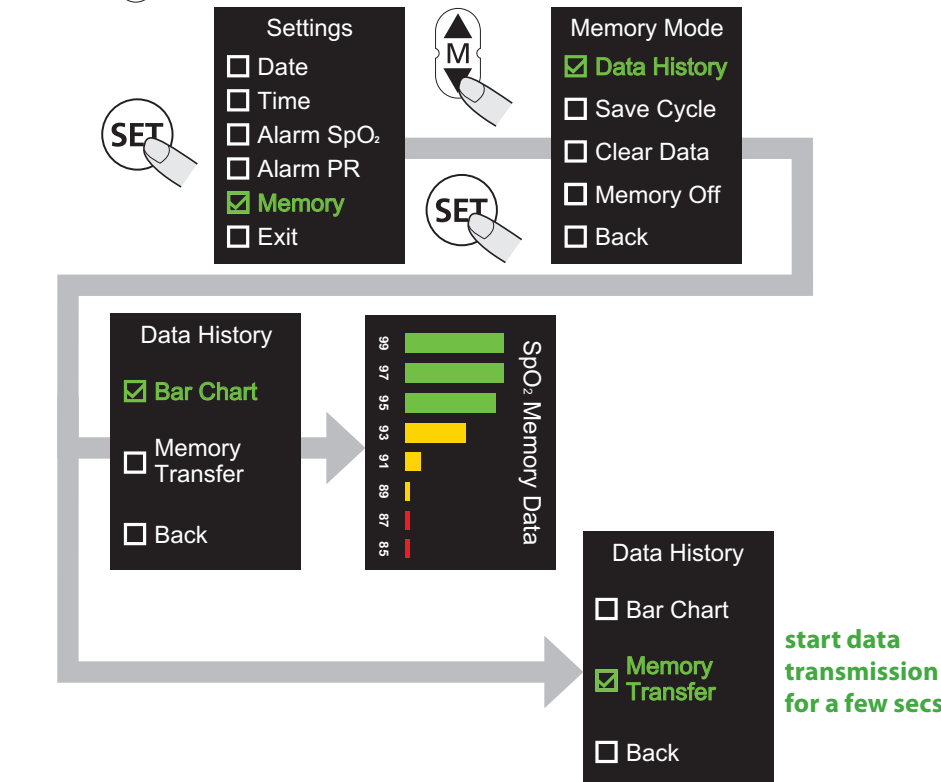 Settings
Date
Time
Alarm SpO₂
Alarm PR
Memory
Exit
SET
M
SET
Memory Mode
Data History
Save Cycle
Clear Data
Memory Off
Back
Data History
Bar Chart
Memory
Transfer
Back
SpO₂ Memory Data
99
97
95
93
91
89
87
85
Data History
Bar Chart
Memory
Transfer
Back
start data
transmission
for a few secs